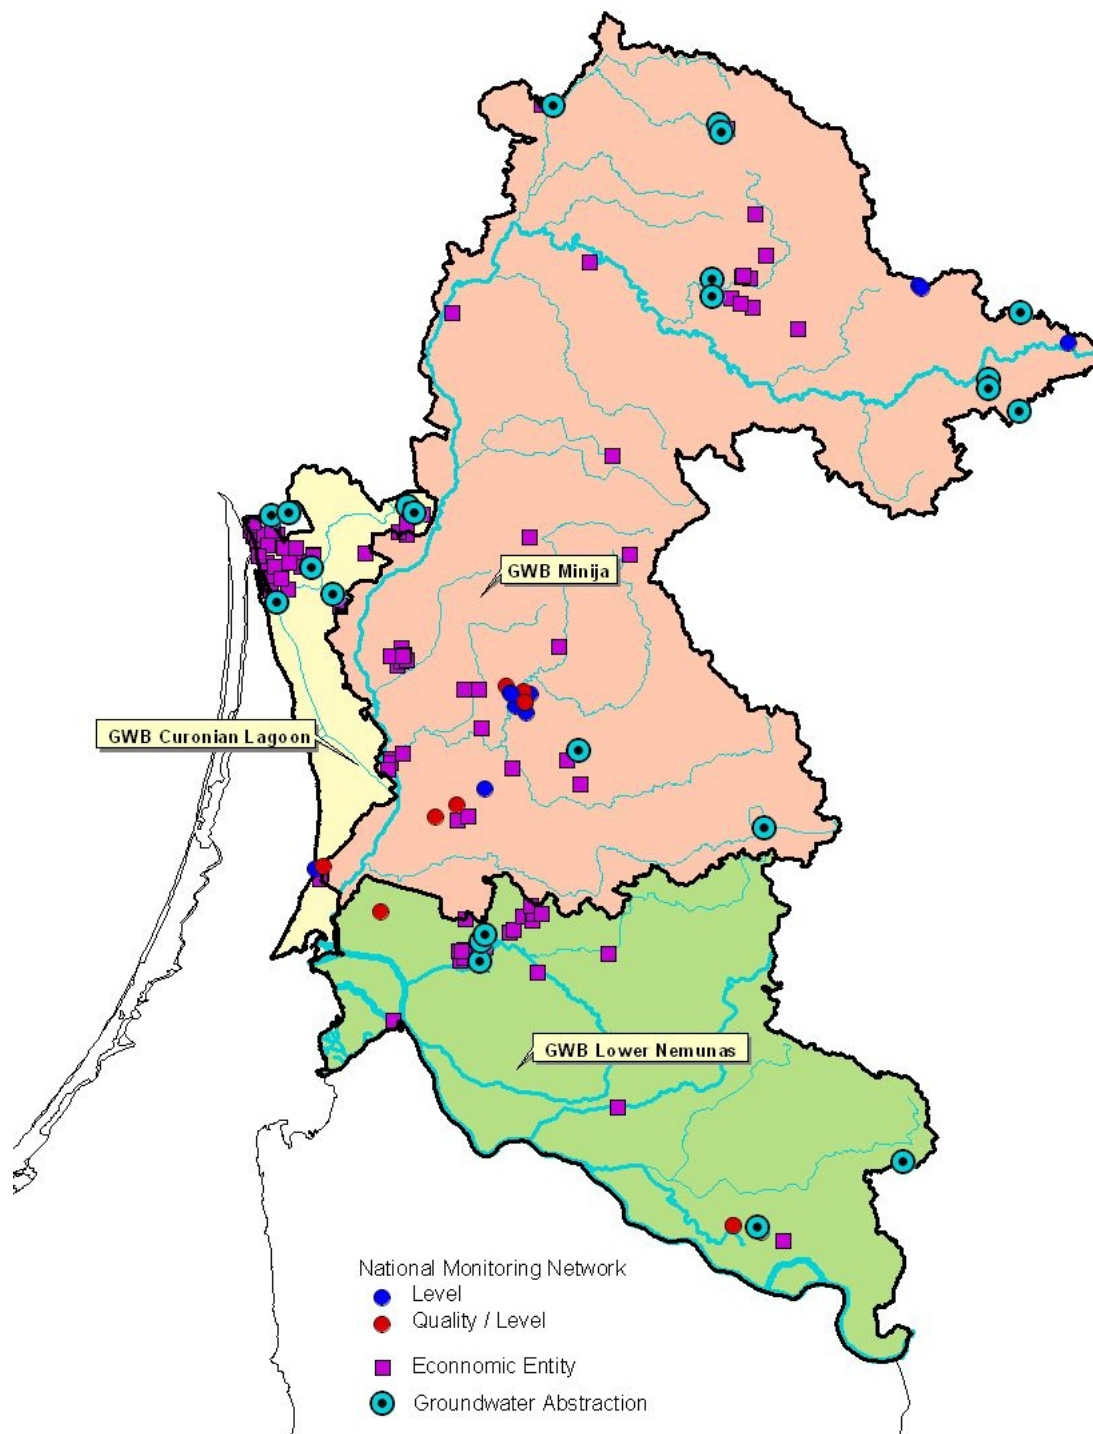 GWB Minija
GWB Curonian Lagoon
GWB Lower Nemunas
National Monitoring Network
Level
Quality / Level
Econnomic Entity
Groundwater Abstraction